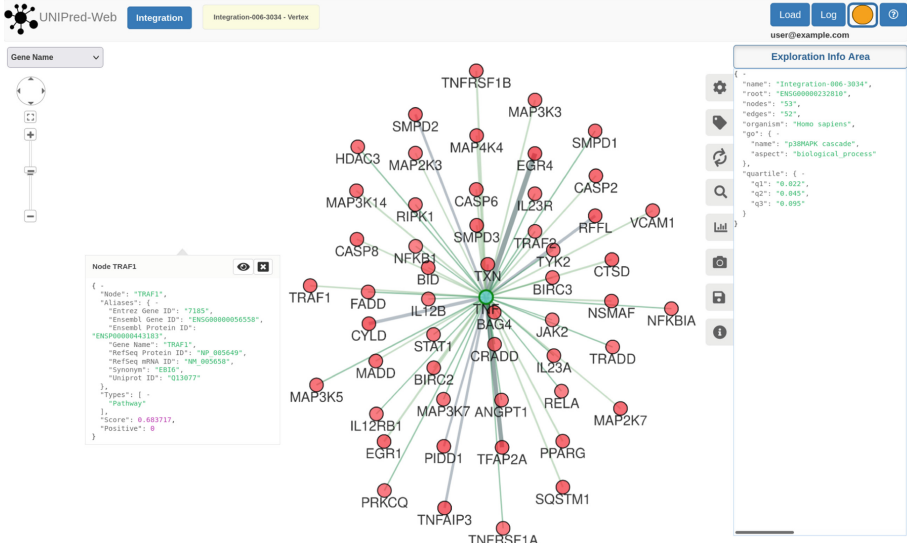 UNIPred-Web
Integration
Integration-006-3034 - Vertex
Load
Log
user@example.com
Gene Name
Exploration Info Area
{ -
"name": "Integration-006-3034",
"root": "ENSG00000232810",
"nodes": "53",
"edges": "52",
"organism": "Homo sapiens",
"go": { -
"name": "p38MAPK cascade",
"aspect": "biological_process"
},
"quartile": { -
"q1": "0.022",
"q2": "0.045",
"q3": "0.095"
}
}
Node TRAF1
{ -
"Node": "TRAF1",
"Aliases": { -
"Entrez Gene ID": "7185",
"Ensembl Gene ID": "ENSG00000056558",
"Ensembl Protein ID":
"ENSP00000443183",
"Gene Name": "TRAF1",
"RefSeq Protein ID": "NP_005649",
"RefSeq mRNA ID": "NM_005658",
"Synonym": "EBI6",
"Uniprot ID": "Q13077"
},
"Types": [ -
"Pathway"
],
"Score": 0.683717,
"Positive": 0
}
TNFRSF1B
MAP3K3
SMPD2
MAP4K4
SMPD1
HDAC3
MAP2K3
EGR4
CASP2
MAP3K14
CASP6
IL23R
RIPK1
RFFL
VCAM1
SMPD3
TRAF2
CASP8
NFKB1
TYK2
CTSD
BID
TXN
BIRC3
TRAF1
FADD
IL12B
TNF
NSMAF
NFKBIA
BAG4
CYLD
JAK2
STAT1
CRADD
TRADD
MADD
IL23A
BIRC2
MAP3K5
RELA
MAP3K7
ANGPT1
MAP2K7
IL12RB1
EGR1
PIDD1
TFAP2A
PPARG
PRKCQ
SQSTM1
TNFAIP3
TNFRSF1A